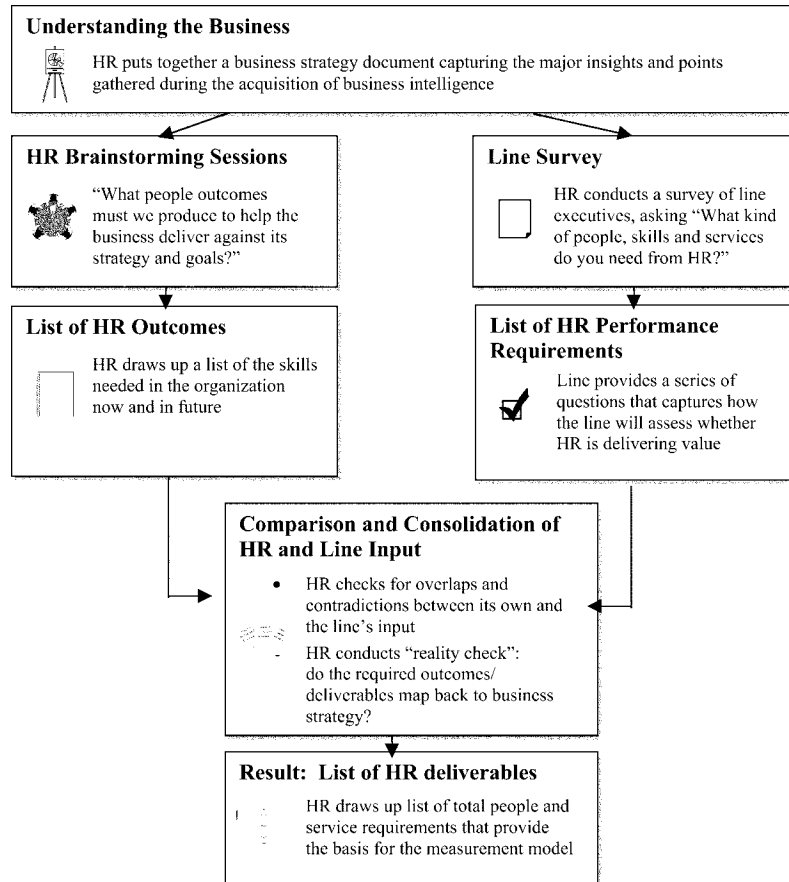 Understanding the Business
HR puts together a business strategy document capturing the major insights and points
gathered during the acquisition of business intelligence
HR Brainstorming Sessions
“What people outcomes
must we produce to help the
business deliver against its
strategy and goals?”
Line Survey
HR conducts a survey of line
executives, asking “What kind
of people, skills and services
do you need from HR?”
List of HR Outcomes
HR draws up a list of the skills
needed in the organization
now and in future
List of HR Performance
Requirements
Line provides a series of
questions that captures how
the line will assess whether
HR is delivering value
Comparison and Consolidation of
HR and Line Input
• HR checks for overlaps and
contradictions between its own and
the line’s input
- HR conducts “reality check”:
do the required outcomes/
deliverables map back to business
strategy?
Result: List of HR deliverables
HR draws up list of total people and
service requirements that provide
the basis for the measurement model